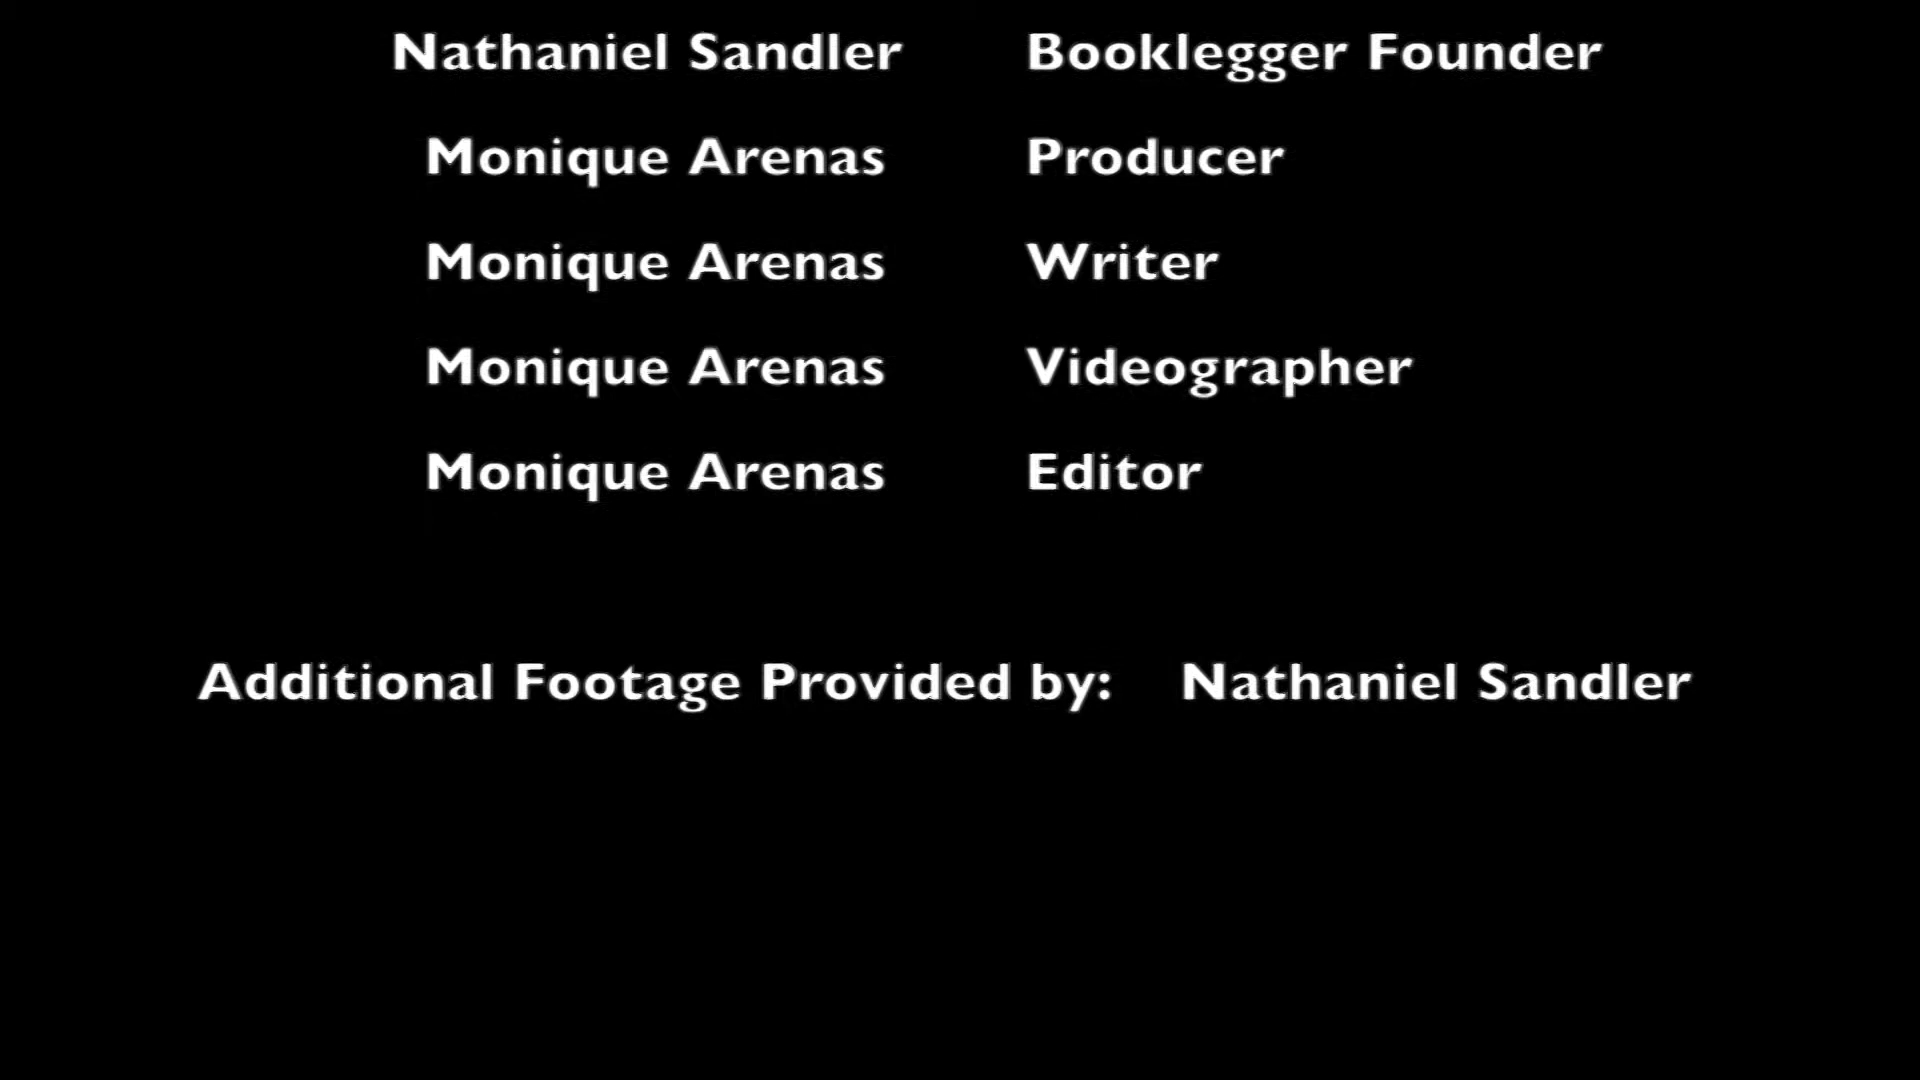 Nathaniel Sandler Booklegger Founder
Monique Arenas Producer
Monique Arenas Writer
Monique Arenas Videographer
Monique Arenas Editor
Additional Footage Provided by: Nathaniel Sandler